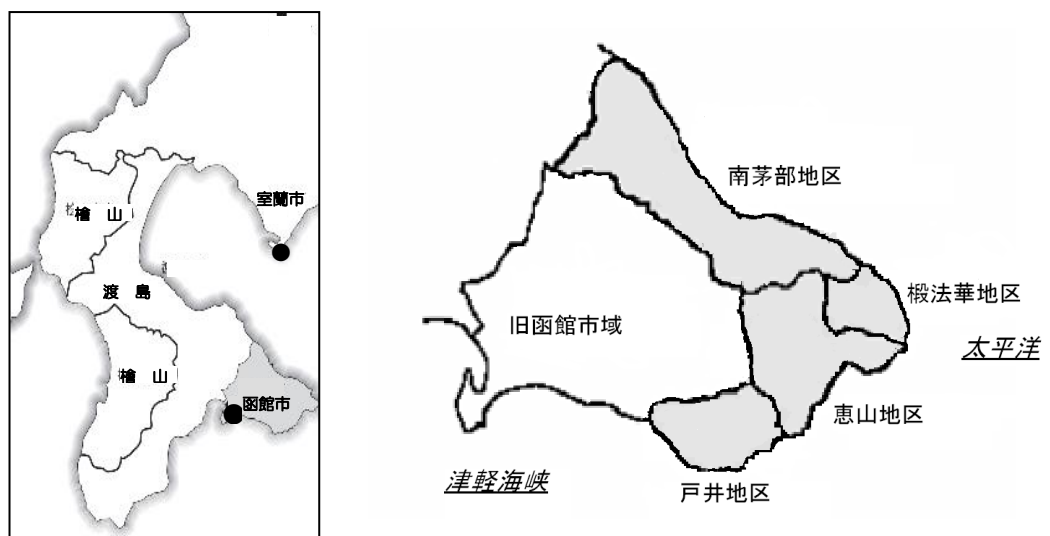 室蘭市
檜 山
渡 島
檜 山
函館市
南茅部地区
椴法華地区
旧函館市域
太平洋
恵山地区
津軽海峡
戸井地区